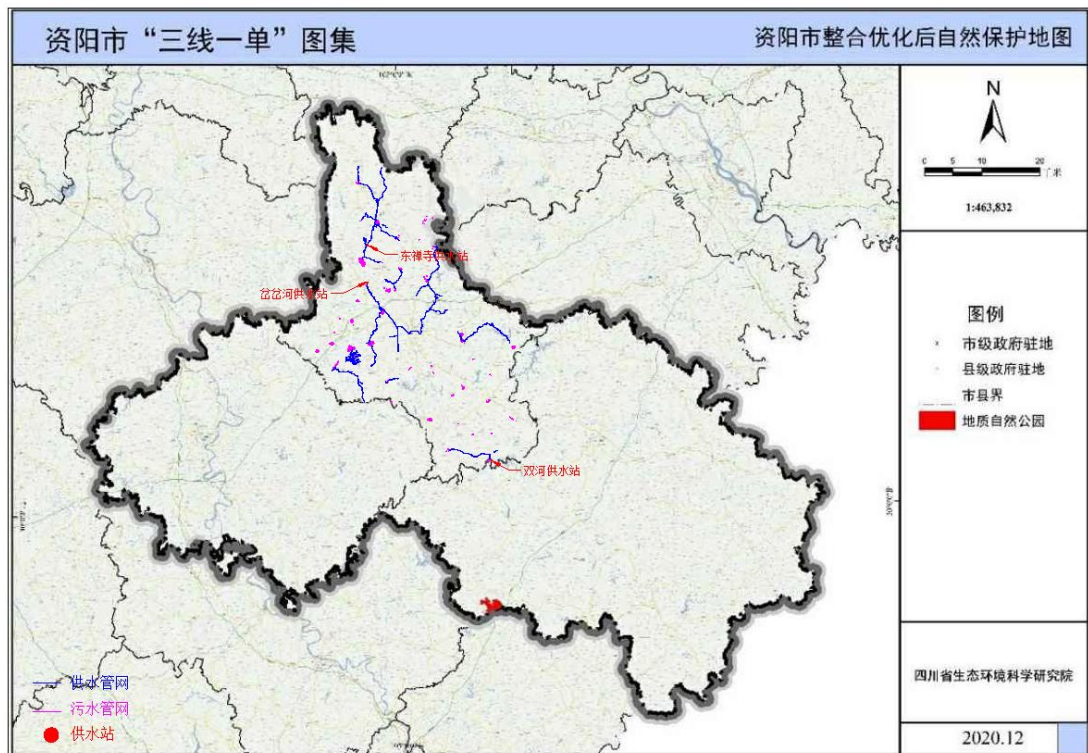 资阳市“三线一单”图集
资阳市整合优化后自然保护地图
N
0 5 10 20
千米
1:463,832
东禅寺供水站
岔岔河供水站
双河供水站
图例
市级政府驻地
县级政府驻地
市县界
地质自然公园
供水管网
污水管网
供水站
四川省生态环境科学研究院
2020.12